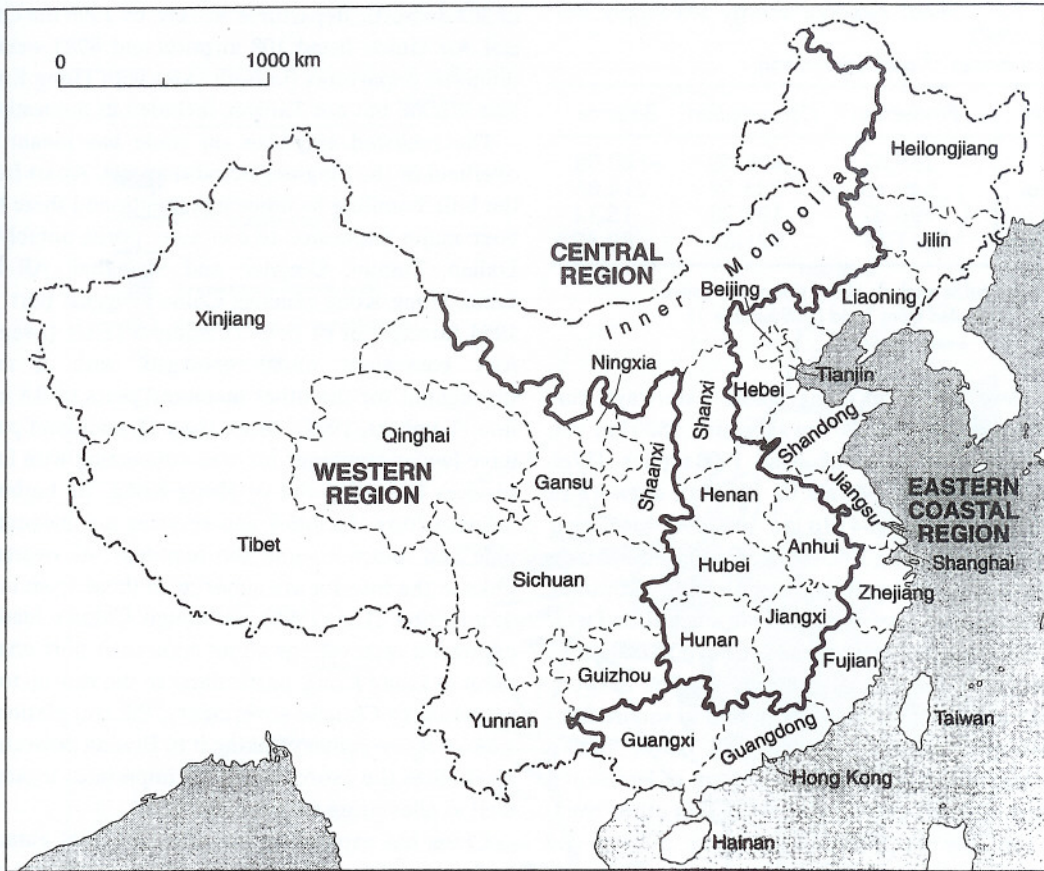 0 1000 km
Heilongjiang
Jilin
CENTRAL
REGION
Inner Mongolia
Beijing
Liaoning
Xinjiang
Ningxia
Hebei
Tianjin
Shanxi
Shandong
Qinghai
WESTERN
REGION
Gansu
Shaanxi
Henan
Jiangsu
EASTERN
COASTAL
REGION
Tibet
Sichuan
Hubei
Anhui
Shanghai
Zhejiang
Jiangxi
Hunan
Fujian
Guizhou
Yunnan
Guangxi
Guangdong
Taiwan
Hong Kong
Hainan